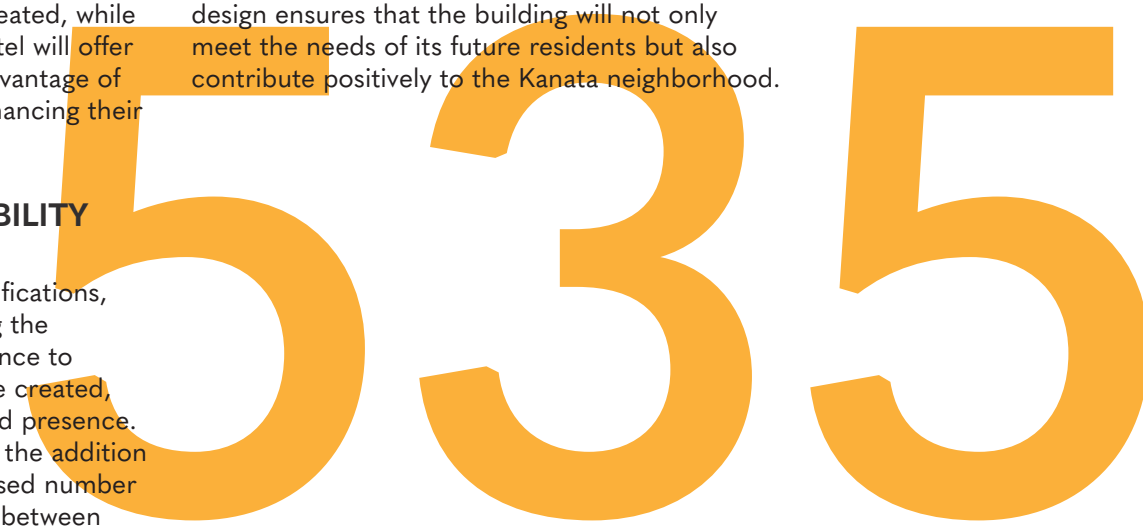 eated, while
tel will offer
vantage of
nancing their
BILITY
fications,
g the
nce to
e created,
d presence.
the addition
sed number
between
design ensures that the building will not only
meet the needs of its future residents but also
contribute positively to the Kanata neighborhood.
535